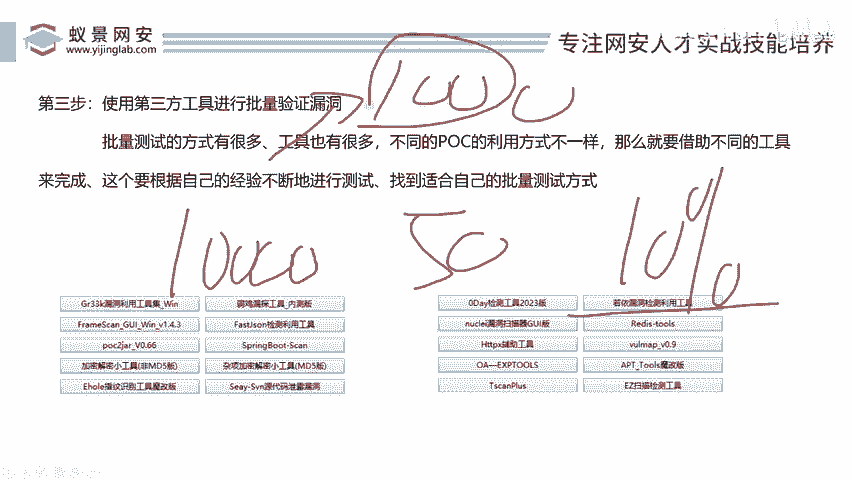 蚁景网安
www.yijinglab.com
专注网安人才实战技能培养
第三步：使用第三方工具进行批量验证漏洞
批量测试的方式有很多、工具也有很多，不同的POC的利用方式不一样，那么就要借助不同的工具
来完成、这个要根据自己的经验不断地进行测试、找到适合自己的批量测试方式
1000
10000
50
10%
Gr33k漏洞利用工具集_Win
漏探工具_内测版
0Day检测工具2023版
若依漏洞检测利用工具
FrameScan_GUI_Win_v1.4.3
FastJson检测利用工具
nuclei漏洞扫描器GUI版
Redis-tools
poc2jar_V0.66
SpringBoot-Scan
Httpx辅助工具
vulmap_v0.9
加密解密小工具(非MD5版)
杂项加密解密小工具(MD5版)
OA—EXPTOOLS
APT_Tools魔改版
Ehole指纹识别工具魔改版
Seay-Svn源代码泄露漏洞
TscanPlus
EZ扫描检测工具